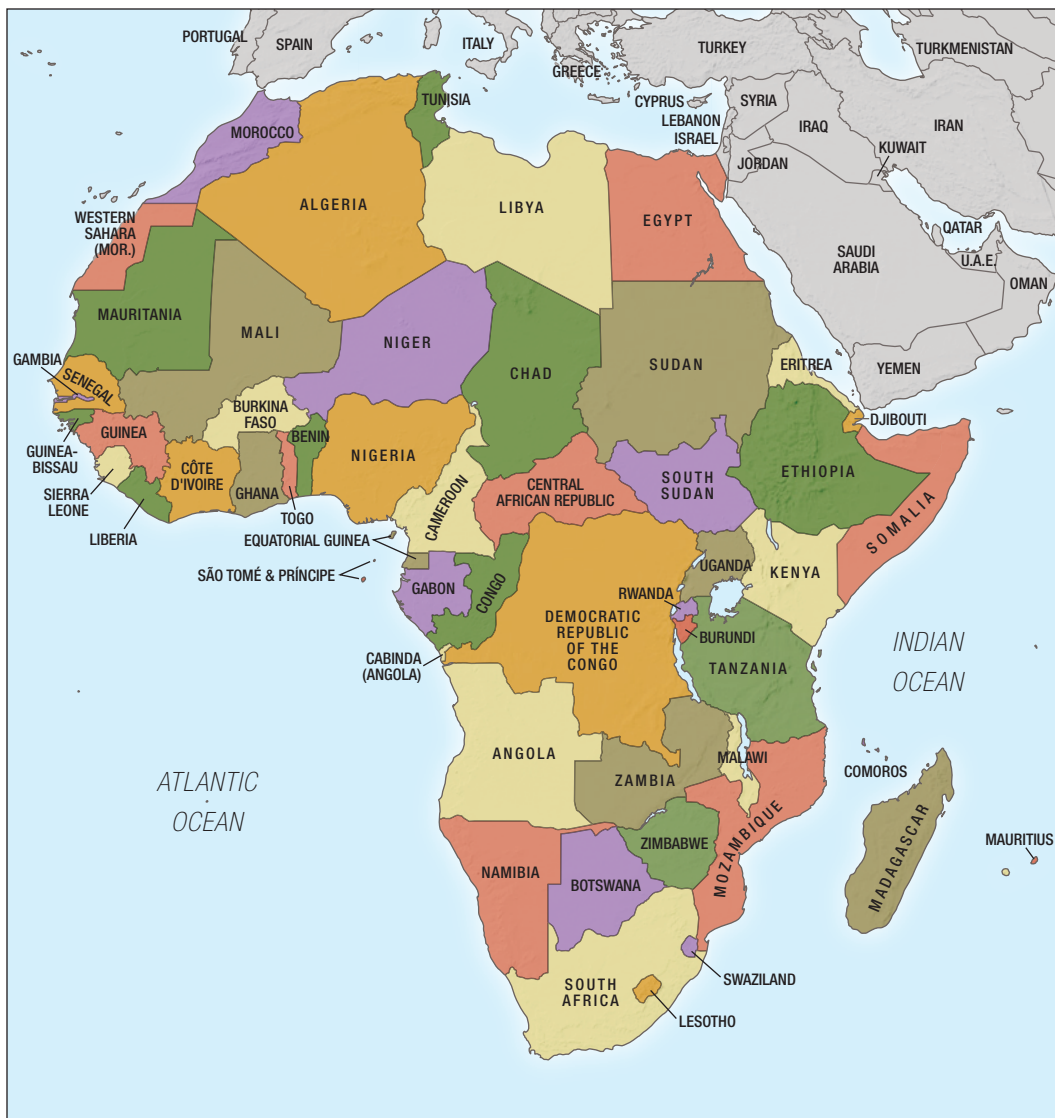 PORTUGAL
SPAIN
ITALY
GREECE
TURKEY
TURKMENISTAN
CYPRUS
LEBANON
ISRAEL
SYRIA
IRAQ
IRAN
JORDAN
KUWAIT
TUNISIA
MOROCCO
ALGERIA
LIBYA
EGYPT
WESTERN
SAHARA
(MOR.)
SAUDI
ARABIA
QATAR
U.A.E.
OMAN
YEMEN
MAURITANIA
MALI
NIGER
CHAD
SUDAN
ERITREA
DJIBOUTI
GAMBIA
SENEGAL
BURKINA
FASO
GUINEA
GUINEA-
BISSAU
SIERRA
LEONE
LIBERIA
CÔTE
D'IVOIRE
GHANA
TOGO
BENIN
NIGERIA
CAMEROON
CENTRAL
AFRICAN REPUBLIC
SOUTH
SUDAN
ETHIOPIA
SOMALIA
EQUATORIAL GUINEA
SÃO TOMÉ & PRÍNCIPE
GABON
CONGO
DEMOCRATIC
REPUBLIC
OF THE
CONGO
UGANDA
KENYA
RWANDA
BURUNDI
TANZANIA
CABINDA
(ANGOLA)
INDIAN
OCEAN
ATLANTIC
OCEAN
ANGOLA
ZAMBIA
MALAWI
COMOROS
MOZAMBIQUE
MADAGASCAR
MAURITIUS
ZIMBABWE
NAMIBIA
BOTSWANA
SOUTH
AFRICA
SWAZILAND
LESOTHO